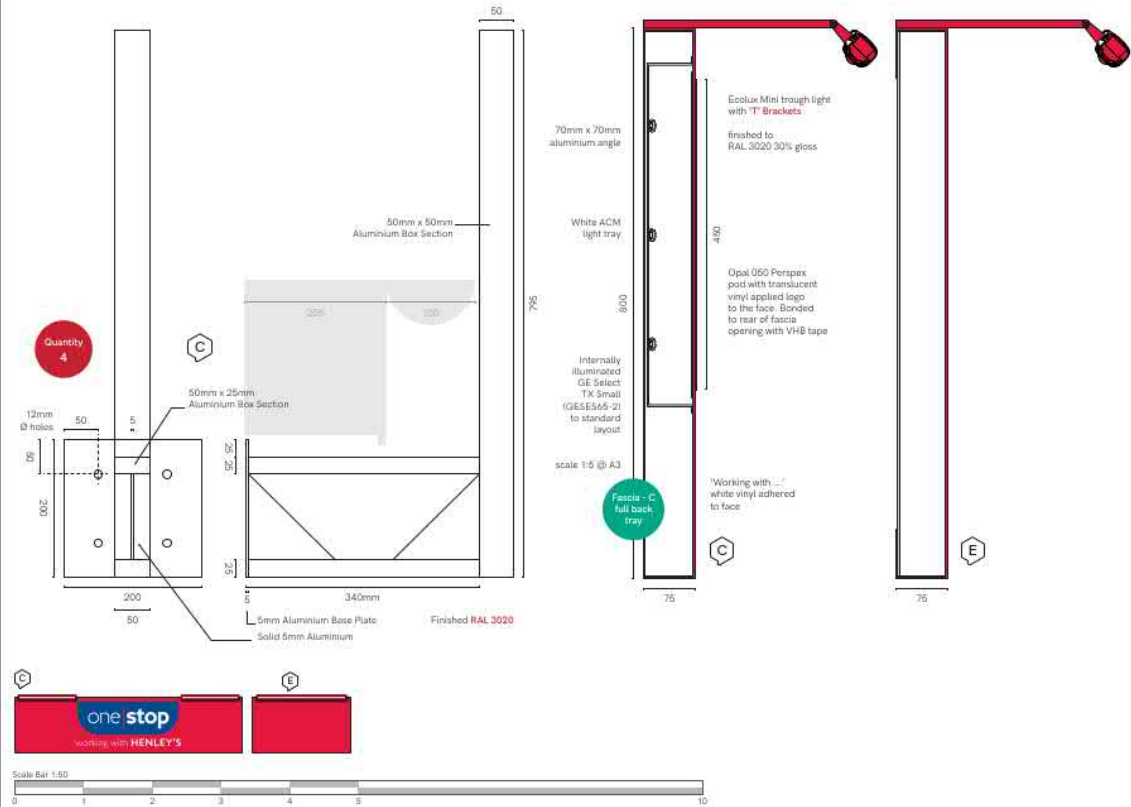 50
50mm x 50mm
Aluminium Box Section
205
150
795
Quantity
4
C
50mm x 25mm
Aluminium Box Section
12mm
Ø holes
50
5
50
200
25
25
25
200
50
5
340mm
5mm Aluminium Base Plate
Solid 5mm Aluminium
Finished RAL 3020
70mm x 70mm
aluminium angle
White ACM
light tray
800
450
Internally
illuminated
GE Select
TX Small
(GESES65-2)
to standard
layout
scale 1:5 @ A3
Fascia - C
full back
tray
Ecolux Mini trough light
with 'T' Brackets
finished to
RAL 3020 30% gloss
Opal 050 Perspex
pod with translucent
vinyl applied logo
to the face. Bonded
to rear of fascia
opening with VHB tape
'Working with ...'
white vinyl adhered
to face
C
75
E
75
C
E
one stop
working with HENLEY'S
Scale Bar 1:50
0 1 2 3 4 5 10